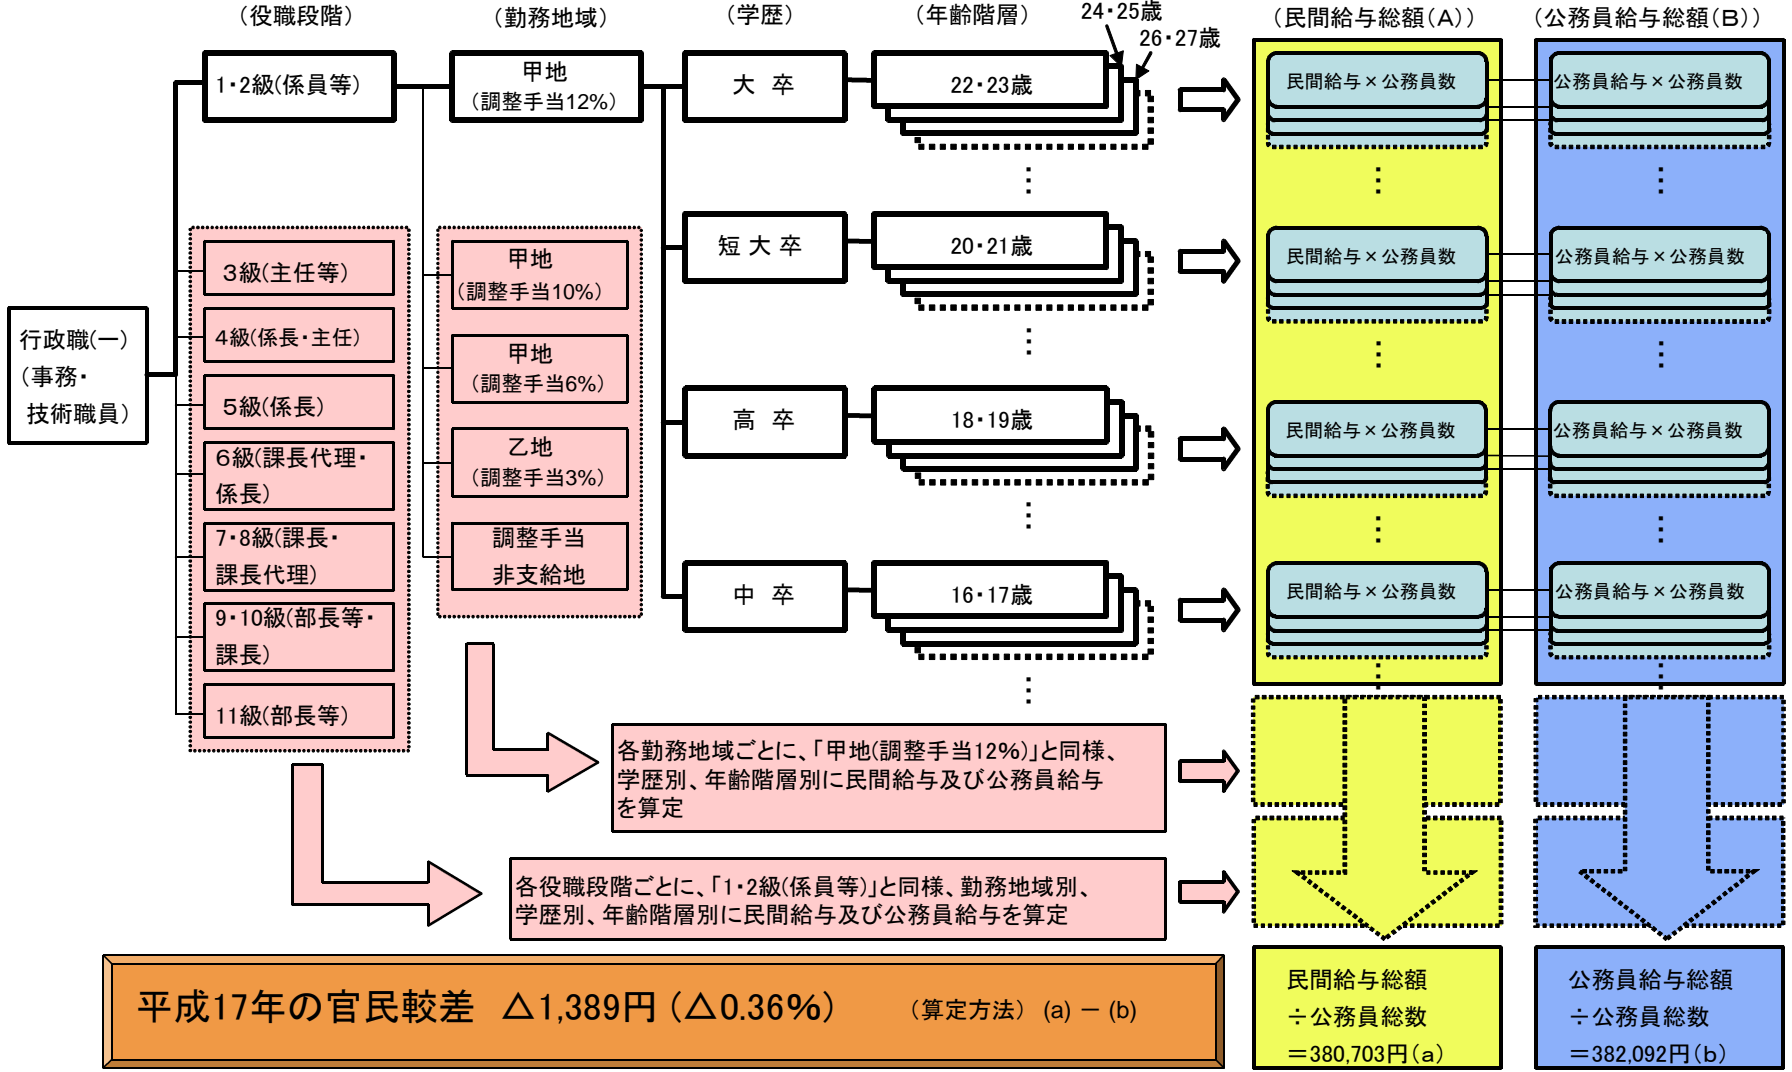 (役職段階)
(勤務地域)
(学歴)
(年齢階層)
24・25歳
26・27歳
(民間給与総額(A))
(公務員給与総額(B))
行政職(一)
(事務・
技術職員)
1・2級(係員等)
3級(主任等)
4級(係長・主任)
5級(係長)
6級(課長代理・
係長)
7・8級(課長・
課長代理)
9・10級(部長等・
課長)
11級(部長等)
甲地
(調整手当12%)
甲地
(調整手当10%)
甲地
(調整手当6%)
乙地
(調整手当3%)
調整手当
非支給地
大 卒
22・23歳
民間給与×公務員数
公務員給与×公務員数
⋮
⋮
短 大 卒
20・21歳
民間給与×公務員数
公務員給与×公務員数
⋮
⋮
高 卒
18・19歳
民間給与×公務員数
公務員給与×公務員数
⋮
⋮
中 卒
16・17歳
民間給与×公務員数
公務員給与×公務員数
⋮
⋮
各勤務地域ごとに、「甲地(調整手当12%)」と同様、
学歴別、年齢階層別に民間給与及び公務員給与
を算定
各役職段階ごとに、「1・2級(係員等)」と同様、勤務地域別、
学歴別、年齢階層別に民間給与及び公務員給与を算定
平成17年の官民較差 △1,389円(△0.36%) (算定方法) (a) － (b)
民間給与総額
÷公務員総数
＝380,703円(a)
公務員給与総額
÷公務員総数
＝382,092円(b)